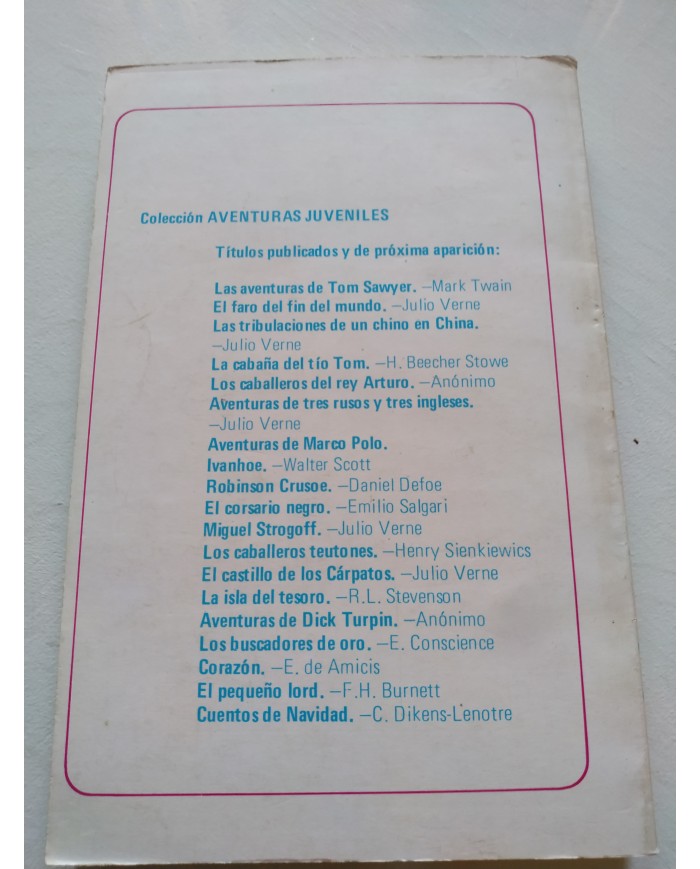 Colección AVENTURAS JUVENILES
Títulos publicados y de próxima aparición:
Las aventuras de Tom Sawyer. —Mark Twain
El faro del fin del mundo. —Julio Verne
Las tribulaciones de un chino en China.
—Julio Verne
La cabaña del tío Tom. —H. Beecher Stowe
Los caballeros del rey Arturo. —Anónimo
Aventuras de tres rusos y tres ingleses.
—Julio Verne
Aventuras de Marco Polo.
Ivanhoe. —Walter Scott
Robinson Crusoe. —Daniel Defoe
El corsario negro. —Emilio Salgari
Miguel Strogoff. —Julio Verne
Los caballeros teutones. —Henry Sienkiewics
El castillo de los Cárpatos. —Julio Verne
La isla del tesoro. —R.L. Stevenson
Aventuras de Dick Turpin. —Anónimo
Los buscadores de oro. —E. Conscience
Corazón. —E. de Amicis
El pequeño lord. —F.H. Burnett
Cuentos de Navidad. —C. Dikens-Lenotre